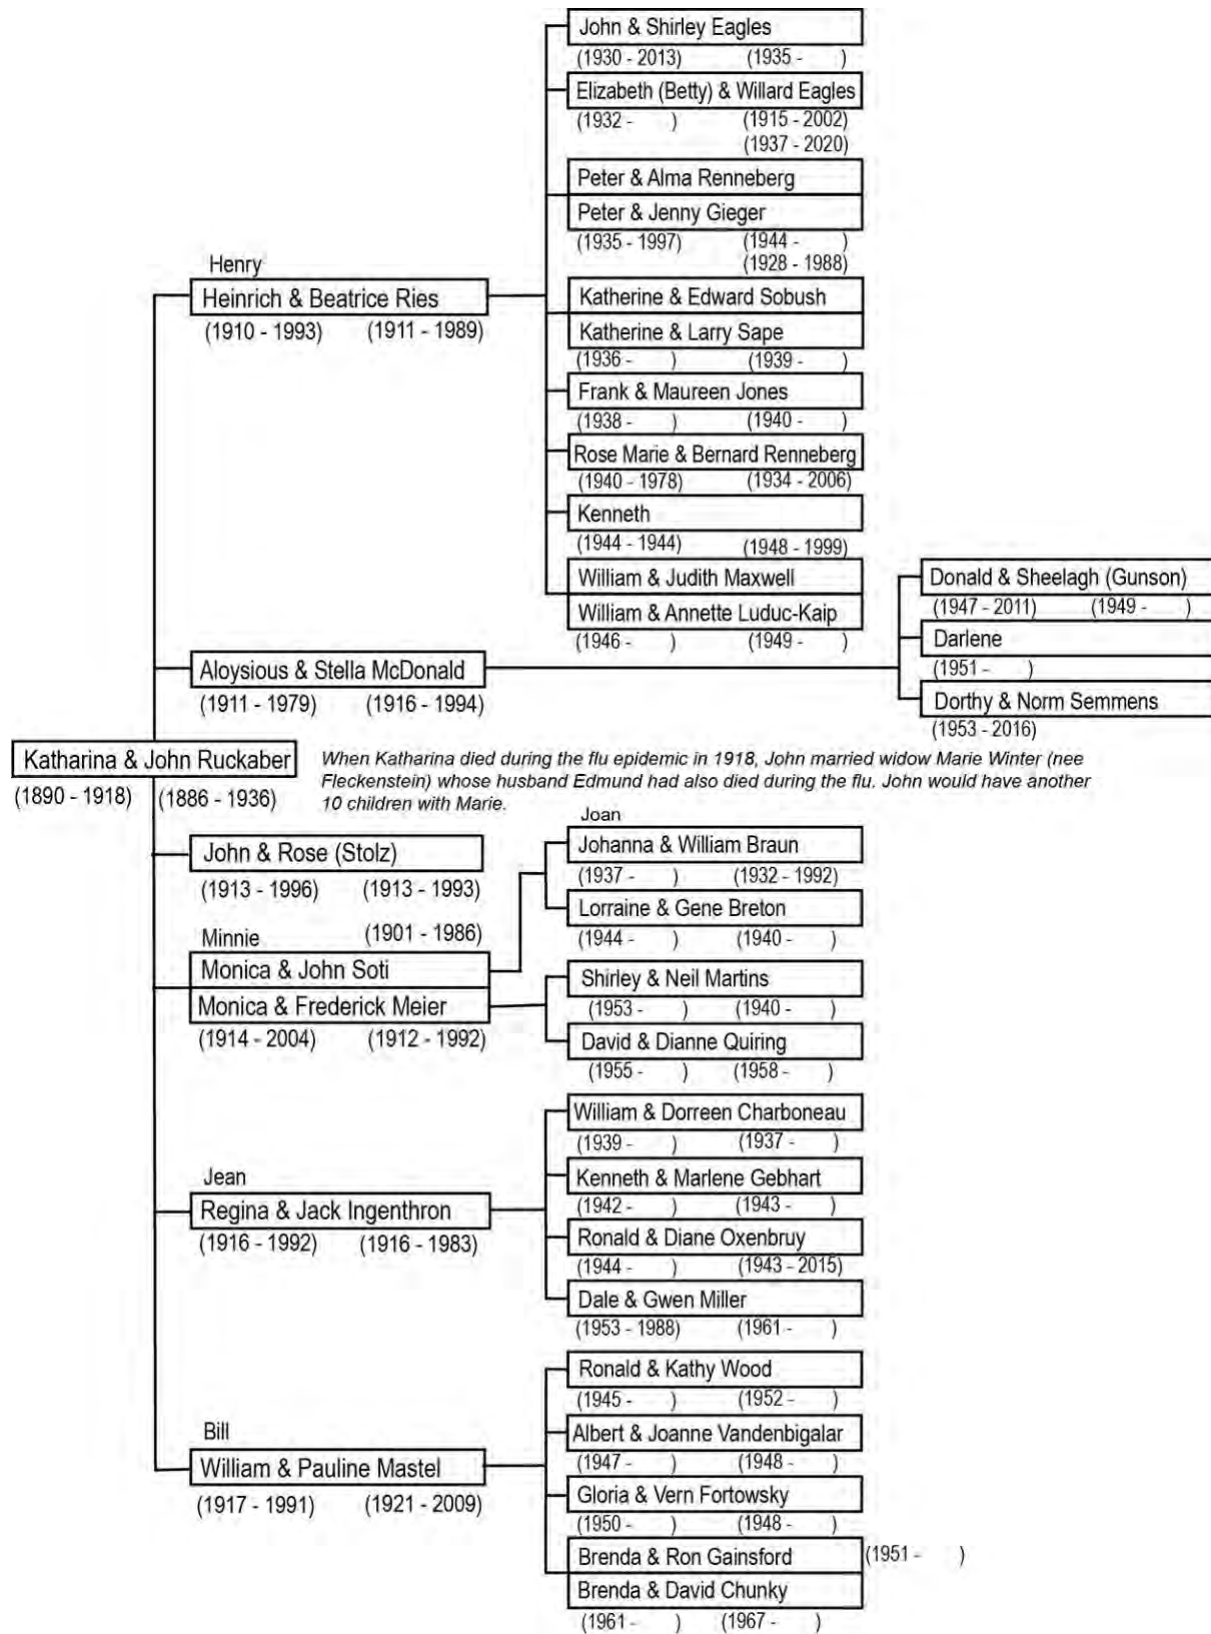 John & Shirley Eagles
(1930 - 2013) (1935 - )
Elizabeth (Betty) & Willard Eagles
(1932 - ) (1915 - 2002)
(1937 - 2020)
Peter & Alma Renneberg
Peter & Jenny Gieger
(1935 - 1997) (1944 - )
(1928 - 1988)
Henry
Heinrich & Beatrice Ries
(1910 - 1993) (1911 - 1989)
Katherine & Edward Sobush
Katherine & Larry Sape
(1936 - ) (1939 - )
Frank & Maureen Jones
(1938 - ) (1940 - )
Rose Marie & Bernard Renneberg
(1940 - 1978) (1934 - 2006)
Kenneth
(1944 - 1944) (1948 - 1999)
William & Judith Maxwell
William & Annette Luduc-Kaip
(1946 - ) (1949 - )
Donald & Sheelagh (Gunson)
(1947 - 2011) (1949 - )
Darlene
(1951 - )
Dorthy & Norm Semmens
(1953 - 2016)
Aloysious & Stella McDonald
(1911 - 1979) (1916 - 1994)
Katharina & John Ruckaber
(1890 - 1918) (1886 - 1936)
When Katharina died during the flu epidemic in 1918, John married widow Marie Winter (nee
Fleckenstein) whose husband Edmund had also died during the flu. John would have another
10 children with Marie.
John & Rose (Stolz)
(1913 - 1996) (1913 - 1993)
Minnie (1901 - 1986)
Monica & John Soti
Monica & Frederick Meier
(1914 - 2004) (1912 - 1992)
Joan
Johanna & William Braun
(1937 - ) (1932 - 1992)
Lorraine & Gene Breton
(1944 - ) (1940 - )
Shirley & Neil Martins
(1953 - ) (1940 - )
David & Dianne Quiring
(1955 - ) (1958 - )
Jean
Regina & Jack Ingenthron
(1916 - 1992) (1916 - 1983)
William & Dorreen Charboneau
(1939 - ) (1937 - )
Kenneth & Marlene Gebhart
(1942 - ) (1943 - )
Ronald & Diane Oxenbruy
(1944 - ) (1943 - 2015)
Dale & Gwen Miller
(1953 - 1988) (1961 - )
Bill
William & Pauline Mastel
(1917 - 1991) (1921 - 2009)
Ronald & Kathy Wood
(1945 - ) (1952 - )
Albert & Joanne Vandenbigalar
(1947 - ) (1948 - )
Gloria & Vern Fortowsky
(1950 - ) (1948 - )
Brenda & Ron Gainsford (1951 - )
Brenda & David Chunky
(1961 - ) (1967 - )